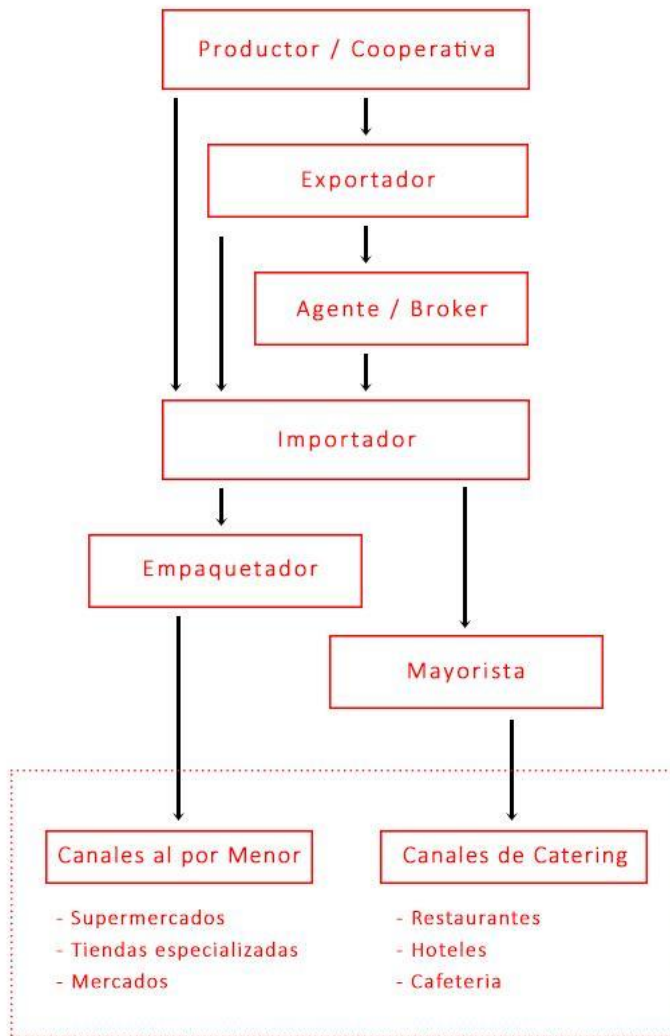 Productor / Cooperativa
Exportador
Agente / Broker
Importador
Empaquetador
Mayorista
Canales al por Menor
- Supermercados
- Tiendas especializadas
- Mercados
Canales de Catering
- Restaurantes
- Hoteles
- Cafeteria